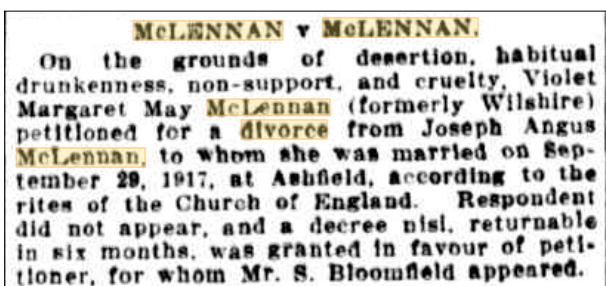 McLENNAN v McLENNAN.
On the grounds of desertion, habitual
drunkenness, non-support, and cruelty, Violet
Margaret May McLennan (formerly Wilshire)
petitioned for a divorce from Joseph Angus
McLennan, to whom she was married on Sep-
tember 29, 1917, at Ashfield, according to the
rites of the Church of England. Respondent
did not appear, and a decree nisi, returnable
in six months, was granted in favour of peti-
tioner, for whom Mr. S. Bloomfield appeared.